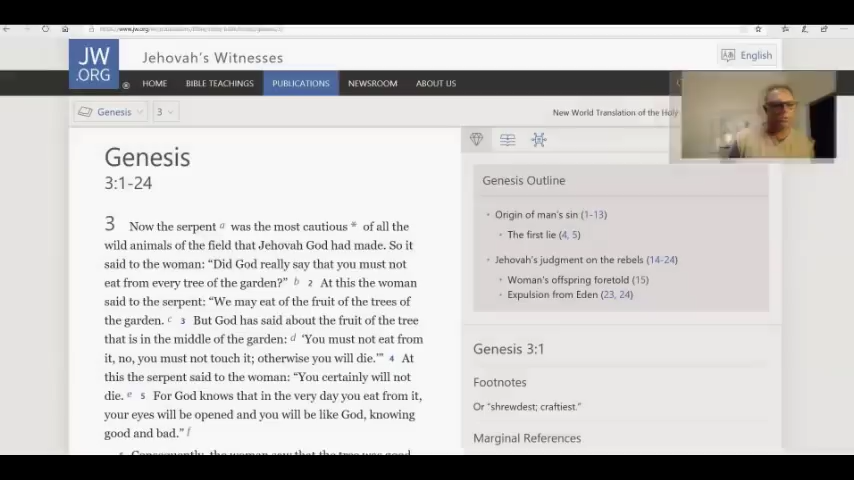 JW
.ORG
Jehovah's Witnesses
English
HOME BIBLE TEACHINGS PUBLICATIONS NEWSROOM ABOUT US
Genesis 3
New World Translation of the Holy
Genesis
3:1-24
3 Now the serpent a was the most cautious * of all the
wild animals of the field that Jehovah God had made. So it
said to the woman: “Did God really say that you must not
eat from every tree of the garden?” b 2 At this the woman
said to the serpent: “We may eat of the fruit of the trees of
the garden. c 3 But God has said about the fruit of the tree
that is in the middle of the garden: d ‘You must not eat from
it, no, you must not touch it; otherwise you will die.’” 4 At
this the serpent said to the woman: “You certainly will not
die. e 5 For God knows that in the very day you eat from it,
your eyes will be opened and you will be like God, knowing
good and bad.” f
Consequently, the woman saw that the tree was good
Genesis Outline
• Origin of man's sin (1-13)
• The first lie (4, 5)
• Jehovah's judgment on the rebels (14-24)
• Woman's offspring foretold (15)
• Expulsion from Eden (23, 24)
Genesis 3:1
Footnotes
Or “shrewdest; craftiest.”
Marginal References